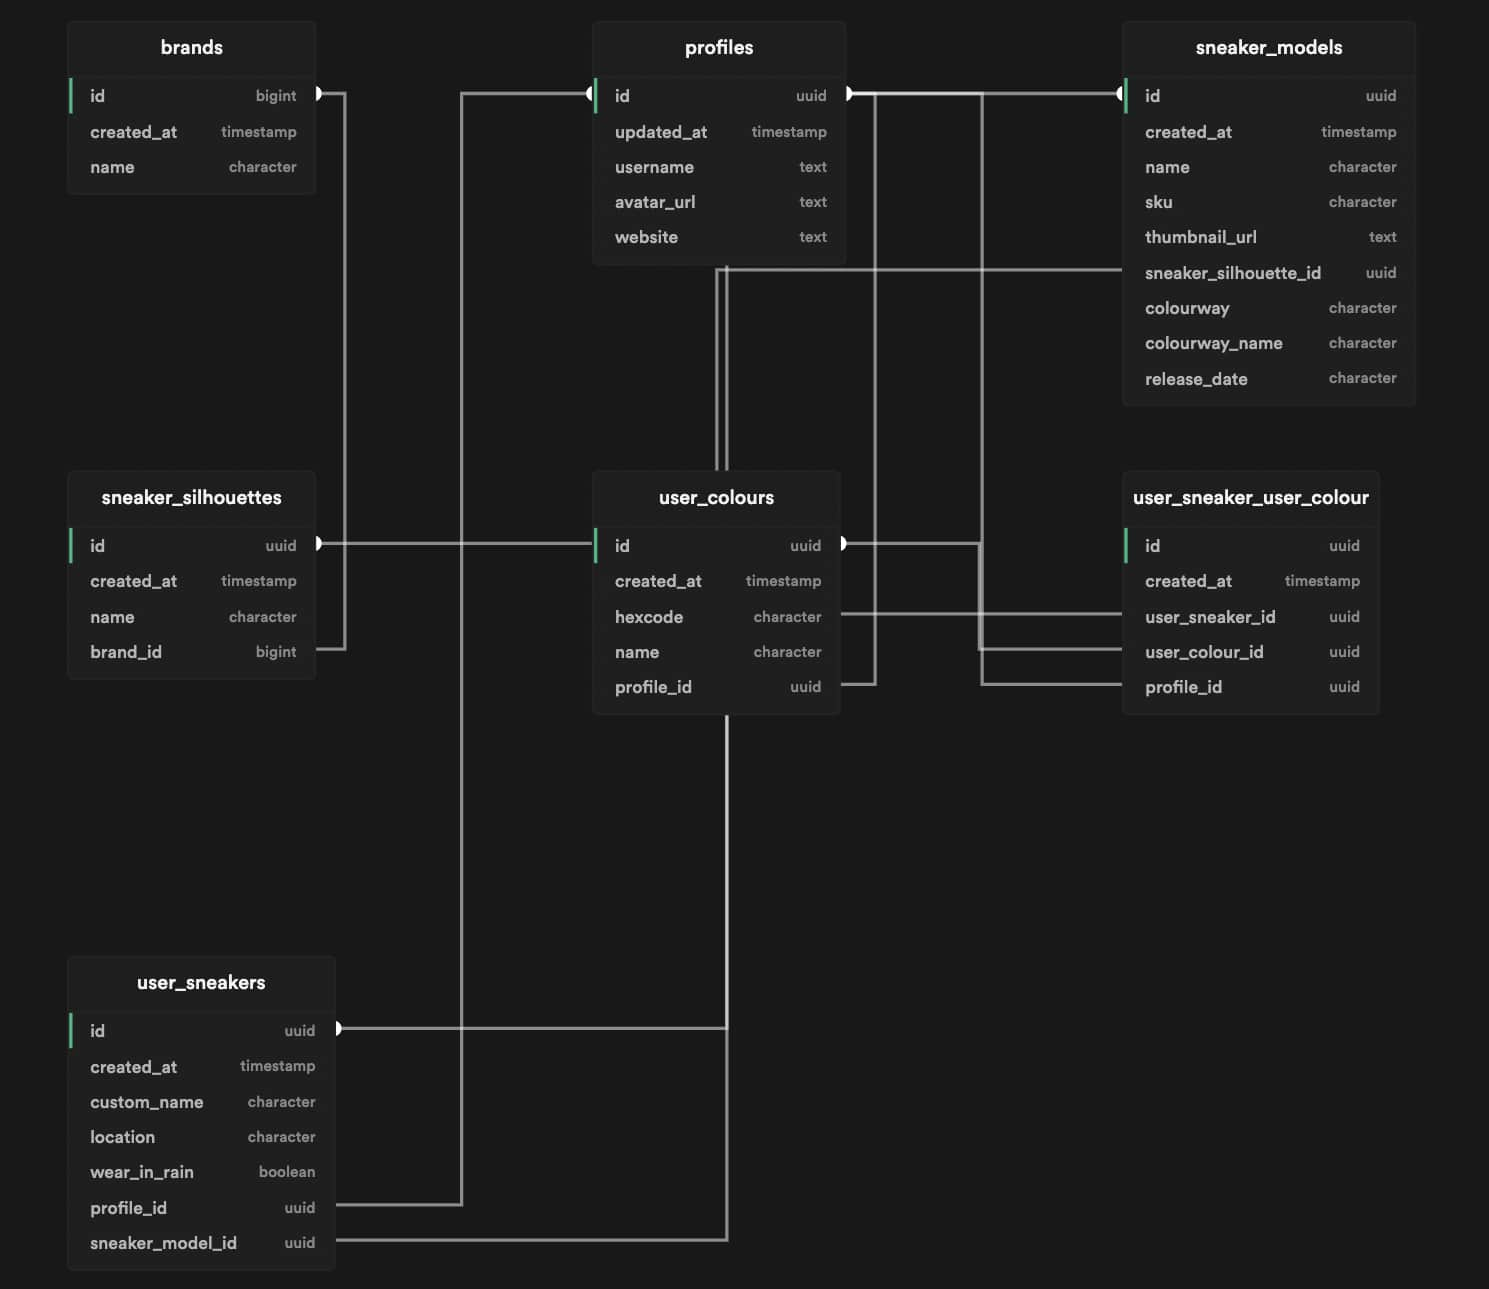 brands
id bigint
created_at timestamp
name character
profiles
id uuid
updated_at timestamp
username text
avatar_url text
website text
sneaker_models
id uuid
created_at timestamp
name character
sku character
thumbnail_url text
sneaker_silhouette_id uuid
colourway character
colourway_name character
release_date character
sneaker_silhouettes
id uuid
created_at timestamp
name character
brand_id bigint
user_colours
id uuid
created_at timestamp
hexcode character
name character
profile_id uuid
user_sneaker_user_colour
id uuid
created_at timestamp
user_sneaker_id uuid
user_colour_id uuid
profile_id uuid
user_sneakers
id uuid
created_at timestamp
custom_name character
location character
wear_in_rain boolean
profile_id uuid
sneaker_model_id uuid